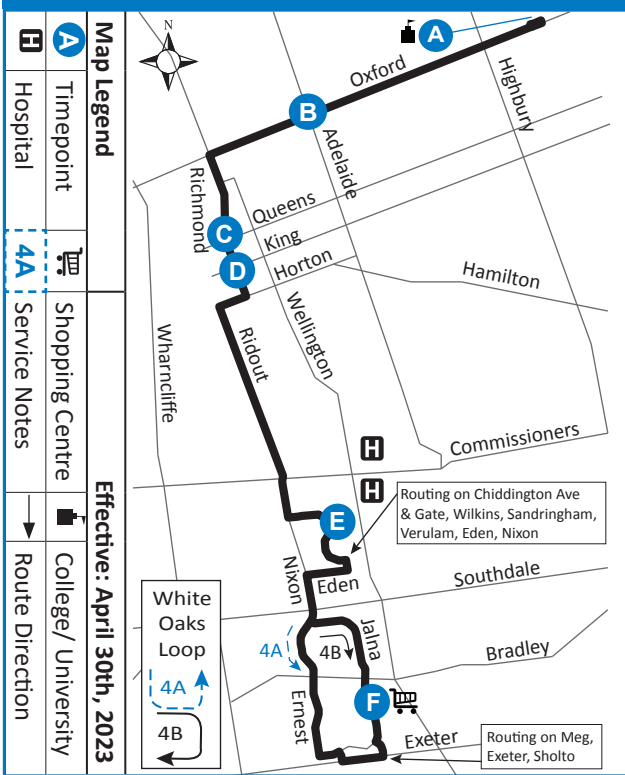 Map Legend
Effective: April 30th, 2023
A Timepoint
Shopping Centre
College/ University
H Hospital
4A Service Notes
Route Direction
N
A
Oxford
Highbury
B
Adelaide
Richmond
Queens
C
King
D
Horton
Hamilton
Wellington
Ridout
Wharncliffe
Commissioners
H
H
Routing on Chiddington Ave
& Gate, Wilkins, Sandringham,
Verulam, Eden, Nixon
E
Nixon
Eden
Southdale
White
Oaks
Loop
4A
4B
4A
4B
Jalna
Bradley
F
Ernest
Exeter
Routing on Meg,
Exeter, Sholto